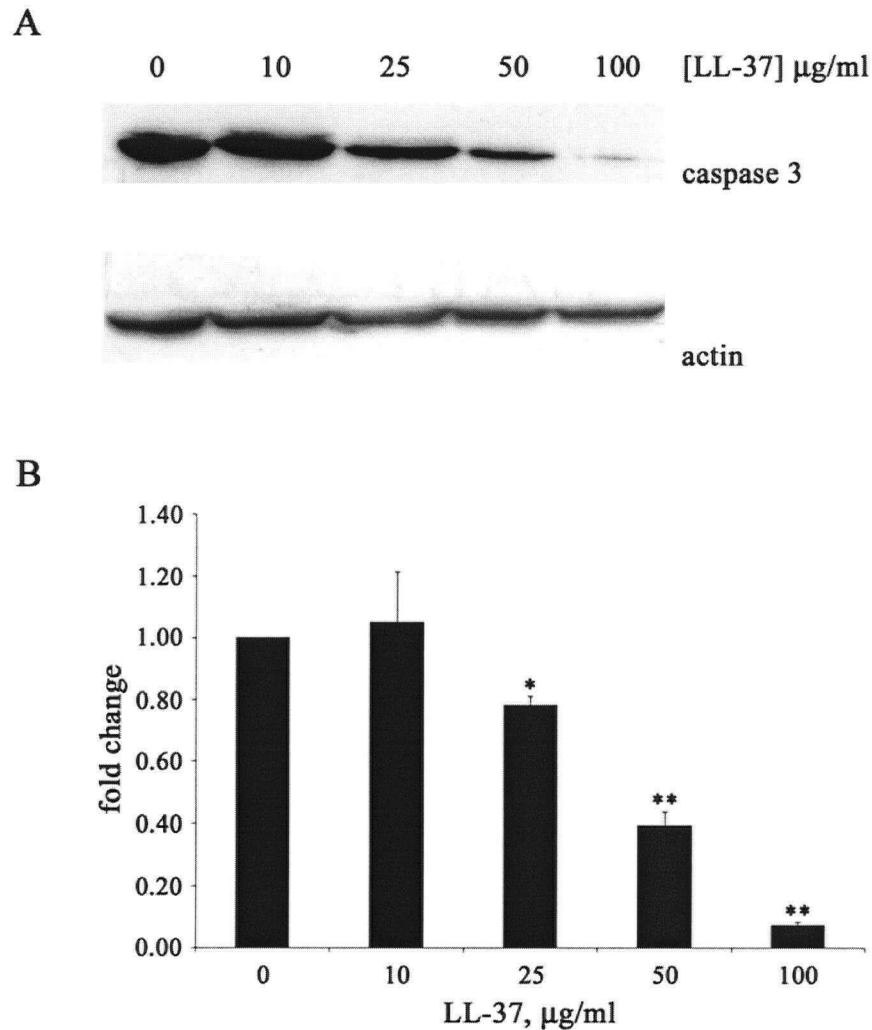 A
0 10 25 50 100 [LL-37] μg/ml
caspase 3
actin
B
1.40
1.20
1.00
0.80
0.60
0.40
0.20
0.00
fold change
*
**
**
0 10 25 50 100
LL-37, μg/ml